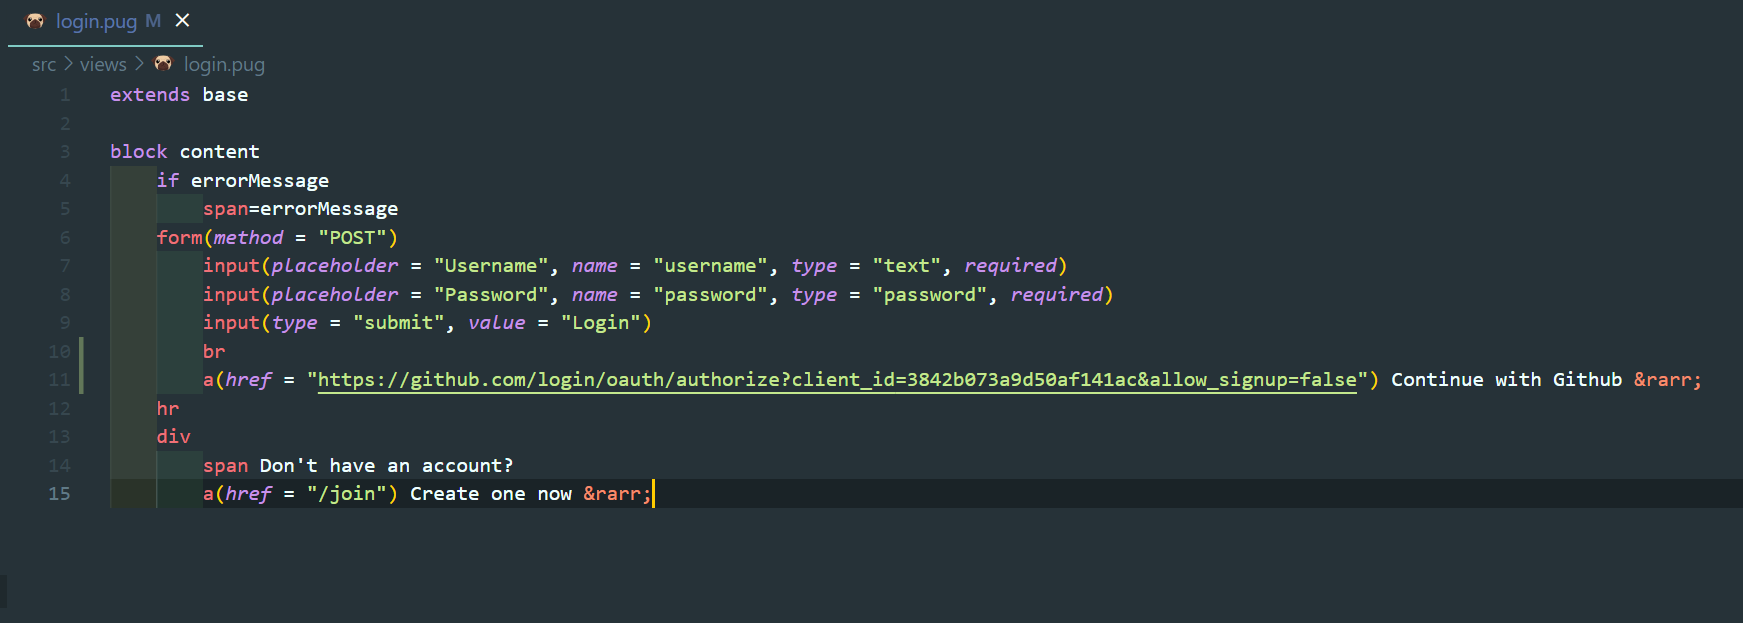 login.pug M ×
src > views > login.pug
1 extends base
2
3 block content
4 if errorMessage
5 span=errorMessage
6 form(method = "POST")
7 input(placeholder = "Username", name = "username", type = "text", required)
8 input(placeholder = "Password", name = "password", type = "password", required)
9 input(type = "submit", value = "Login")
10 br
11 a(href = "https://github.com/login/oauth/authorize?client_id=3842b073a9d50af141ac&allow_signup=false") Continue with Github &rarr;
12 hr
13 div
14 span Don't have an account?
15 a(href = "/join") Create one now &rarr;